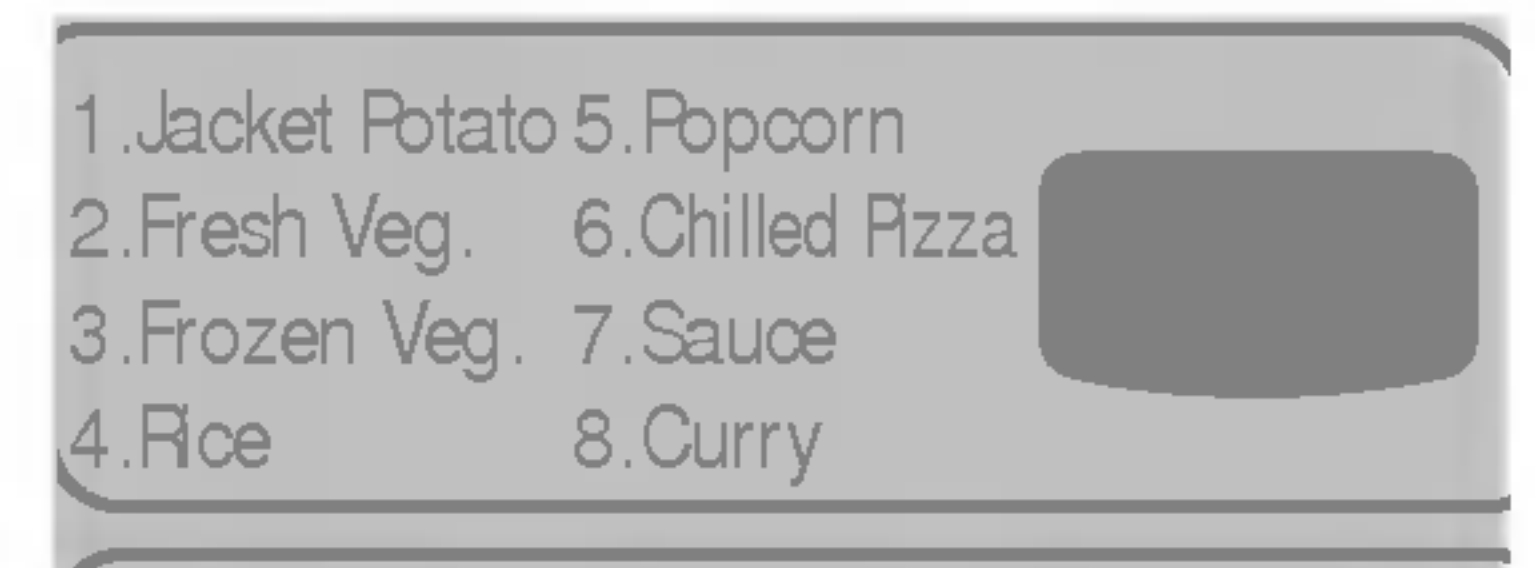 1.Jacket Potato 5.Popcorn
2.Fresh Veg. 6.Chilled Pizza
3.Frozen Veg. 7.Sauce
4.Rice 8.Curry